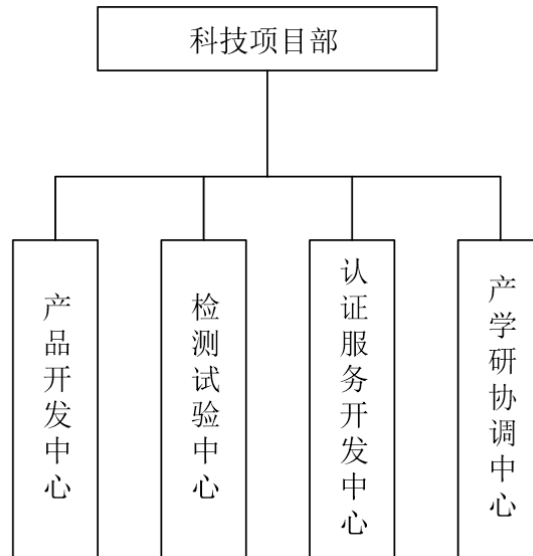 科技项目部
产品开发中心
检测试验中心
认证服务开发中心
产学研协调中心